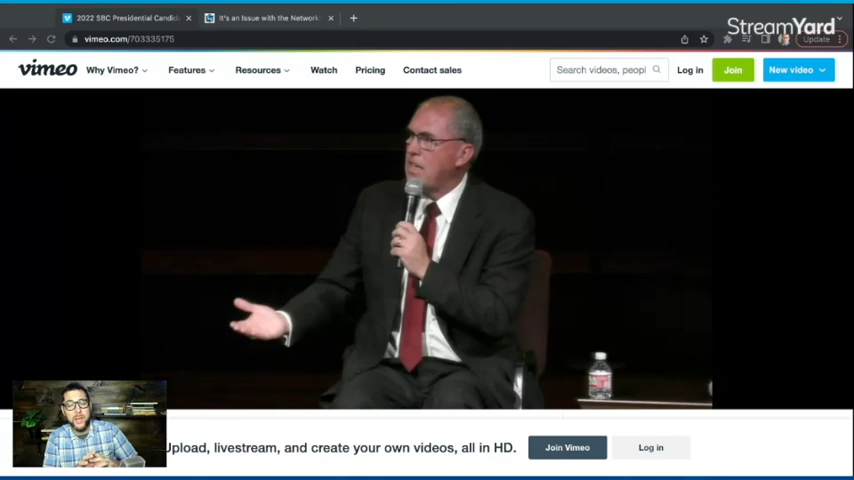 2022 SBC Presidential Candid
It's an Issue with the Network
StreamYard
vimeo.com/703335175
Update
vimeo
Why Vimeo?
Features
Resources
Watch
Pricing
Contact sales
Search videos, peopl
Log in
Join
New video
Upload, livestream, and create your own videos, all in HD.
Join Vimeo
Log in